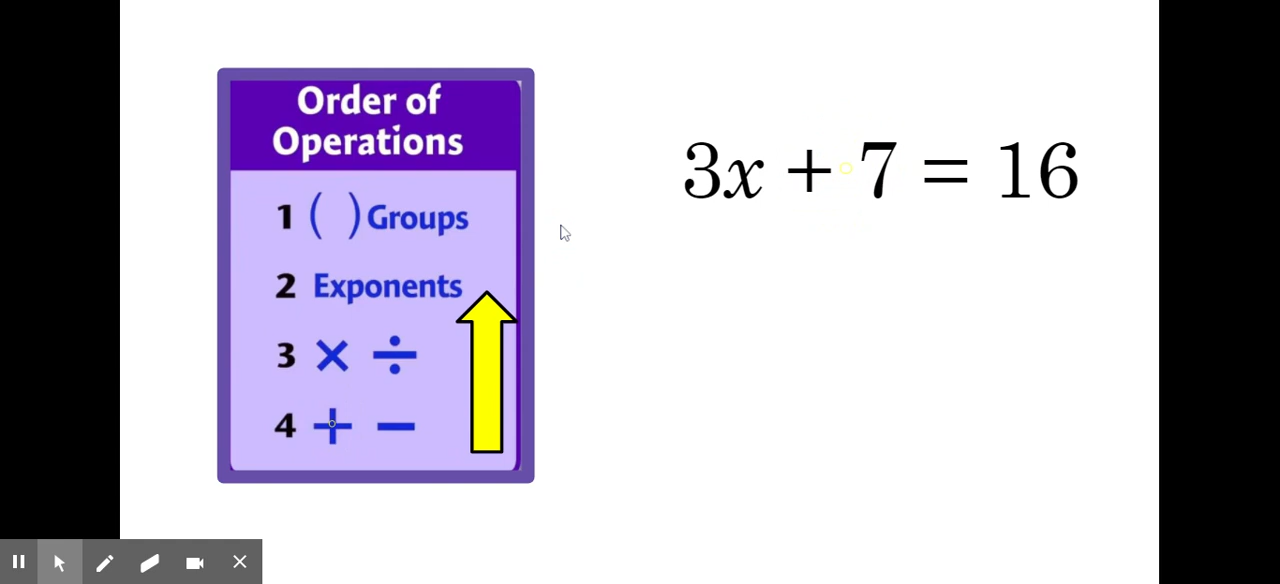 Order of
Operations
1 ( ) Groups
2 Exponents
3 × ÷
4 + −
3x + 7 = 16